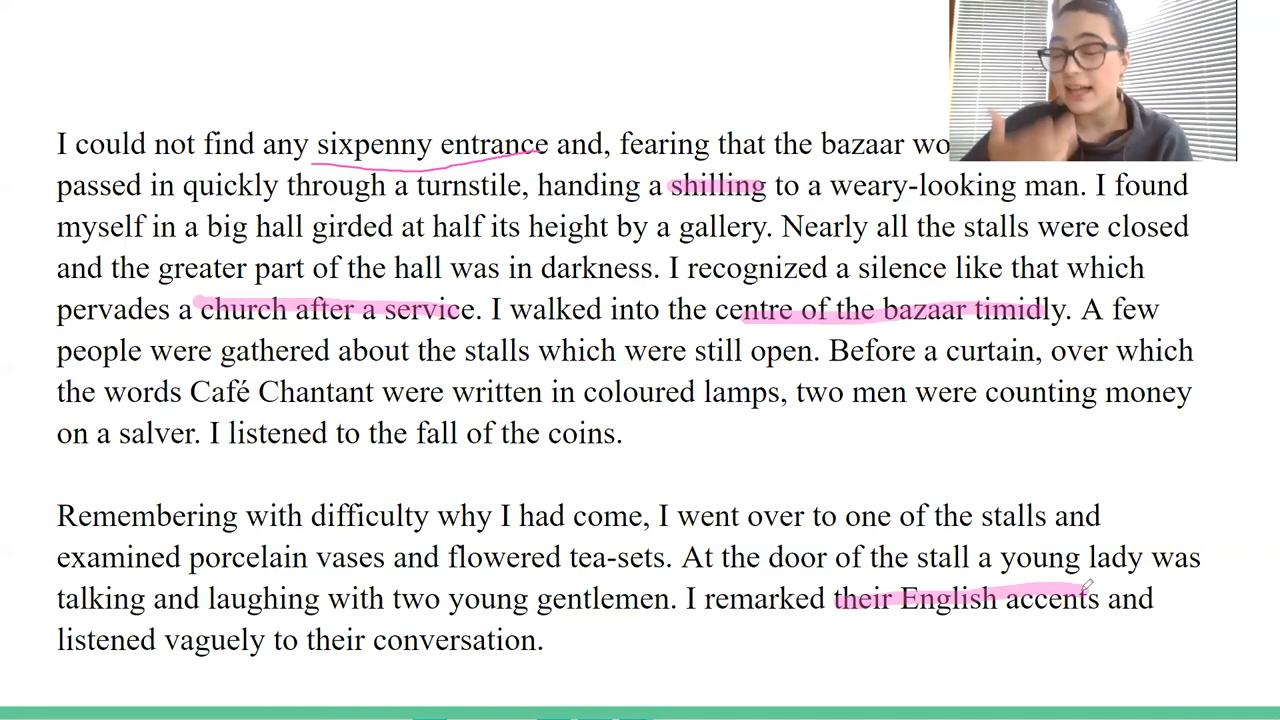 I could not find any sixpenny entrance and, fearing that the bazaar wo
passed in quickly through a turnstile, handing a shilling to a weary-looking man. I found
myself in a big hall girded at half its height by a gallery. Nearly all the stalls were closed
and the greater part of the hall was in darkness. I recognized a silence like that which
pervades a church after a service. I walked into the centre of the bazaar timidly. A few
people were gathered about the stalls which were still open. Before a curtain, over which
the words Café Chantant were written in coloured lamps, two men were counting money
on a salver. I listened to the fall of the coins.
Remembering with difficulty why I had come, I went over to one of the stalls and
examined porcelain vases and flowered tea-sets. At the door of the stall a young lady was
talking and laughing with two young gentlemen. I remarked their English accents and
listened vaguely to their conversation.